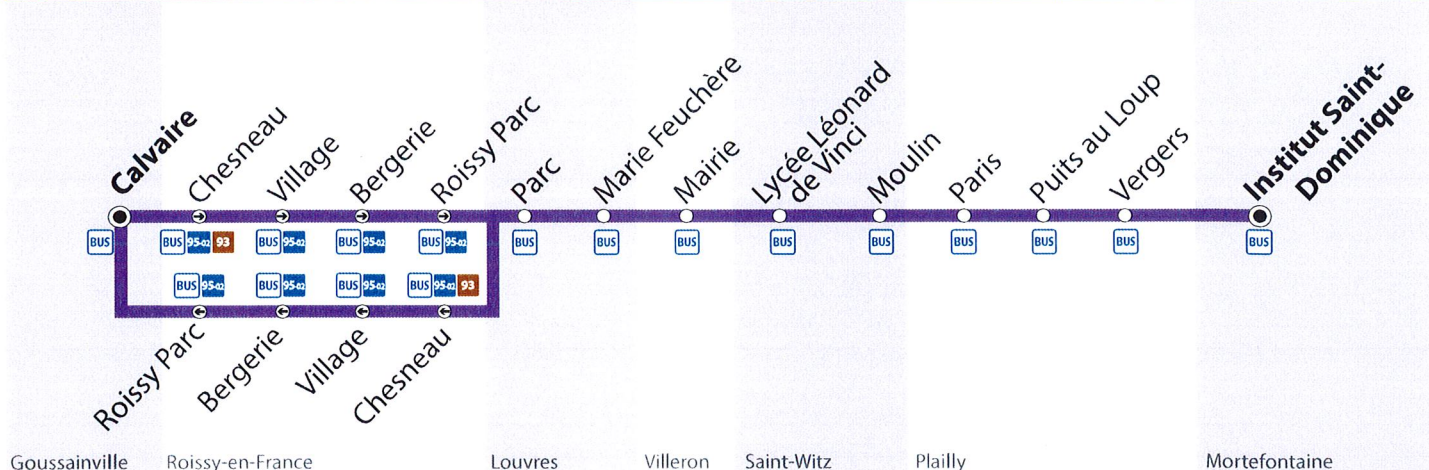 Calvaire
Chesneau
Village
Bergerie
Roissy Parc
Parc
Marie Feuchère
Mairie
Lycée Léonard
de Vinci
Moulin
Paris
Puits au Loup
Vergers
Institut Saint-
Dominique
BUS
BUS 95-02 93
BUS 95-02
BUS 95-02
BUS 95-02
BUS
BUS
BUS
BUS
BUS
BUS
BUS
BUS
BUS
BUS 95-02
BUS 95-02
BUS 95-02
BUS 95-02 93
Roissy Parc
Bergerie
Village
Chesneau
Goussainville
Roissy-en-France
Louvres
Villeron
Saint-Witz
Plailly
Mortefontaine